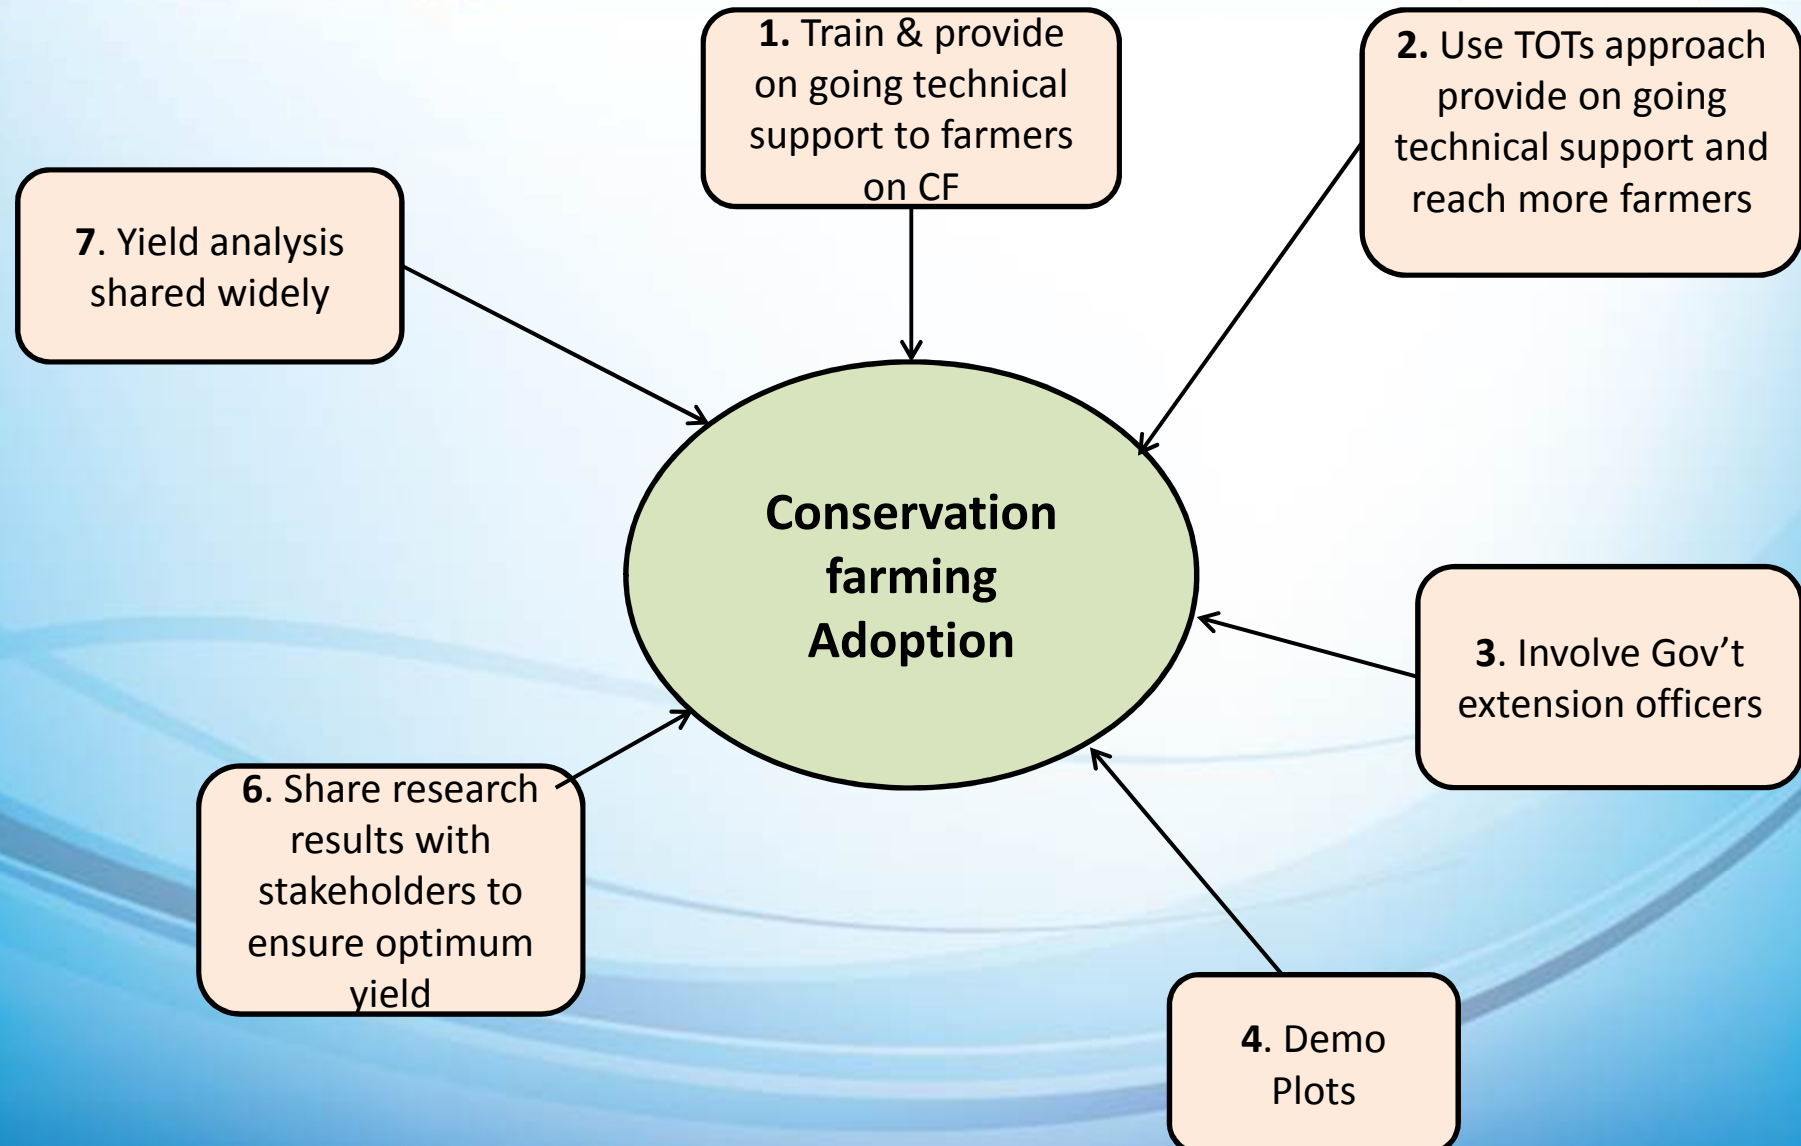 1. Train & provide
on going technical
support to farmers
on CF
2. Use TOTs approach
provide on going
technical support and
reach more farmers
7. Yield analysis
shared widely
Conservation
farming
Adoption
3. Involve Gov’t
extension officers
6. Share research
results with
stakeholders to
ensure optimum
yield
4. Demo
Plots